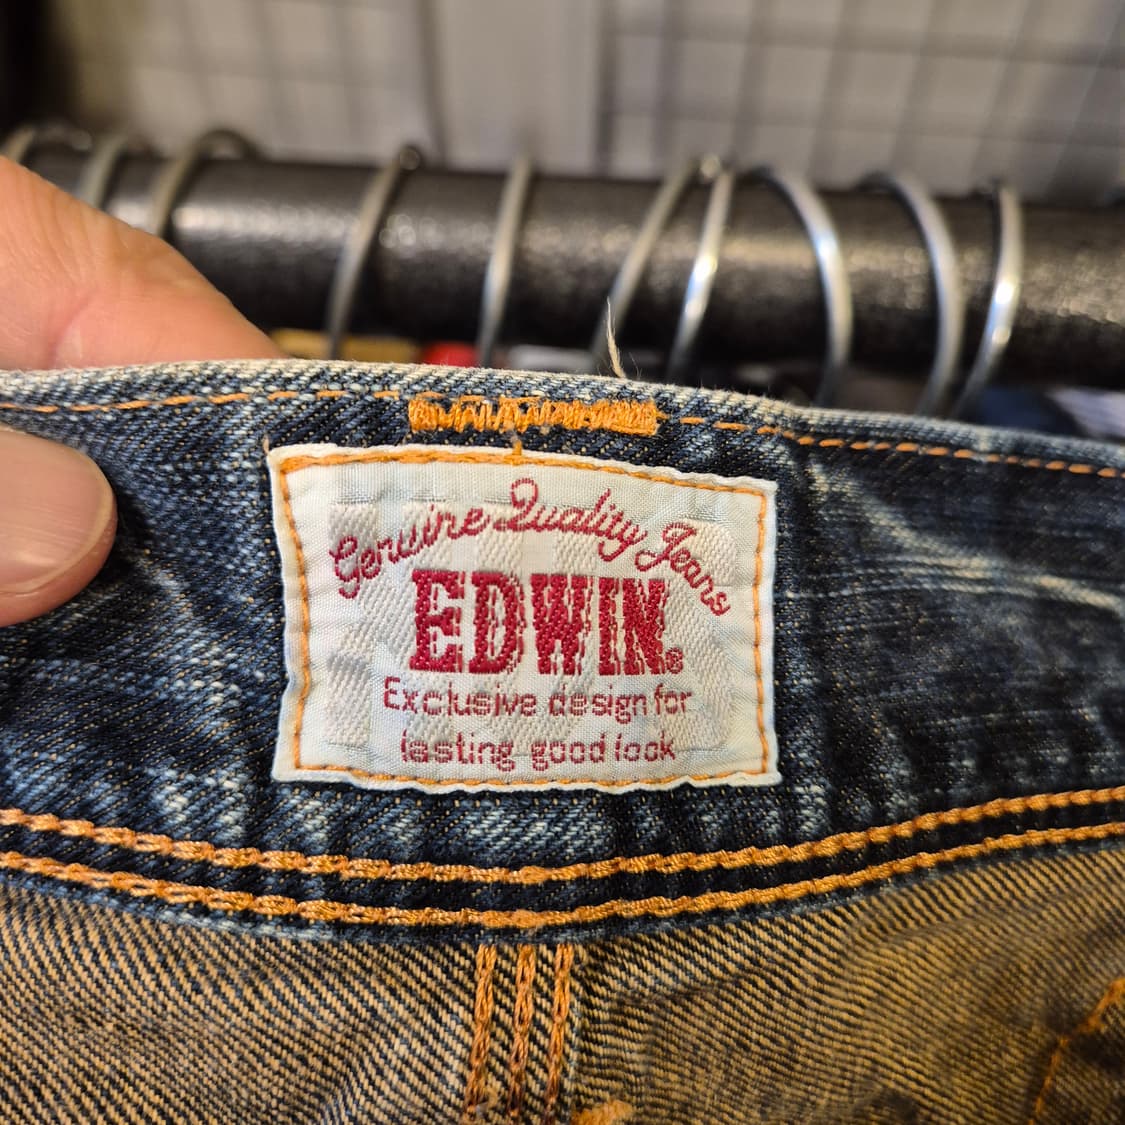 Genuine Quality Jeans
EDWIN®
Exclusive design for
lasting good look